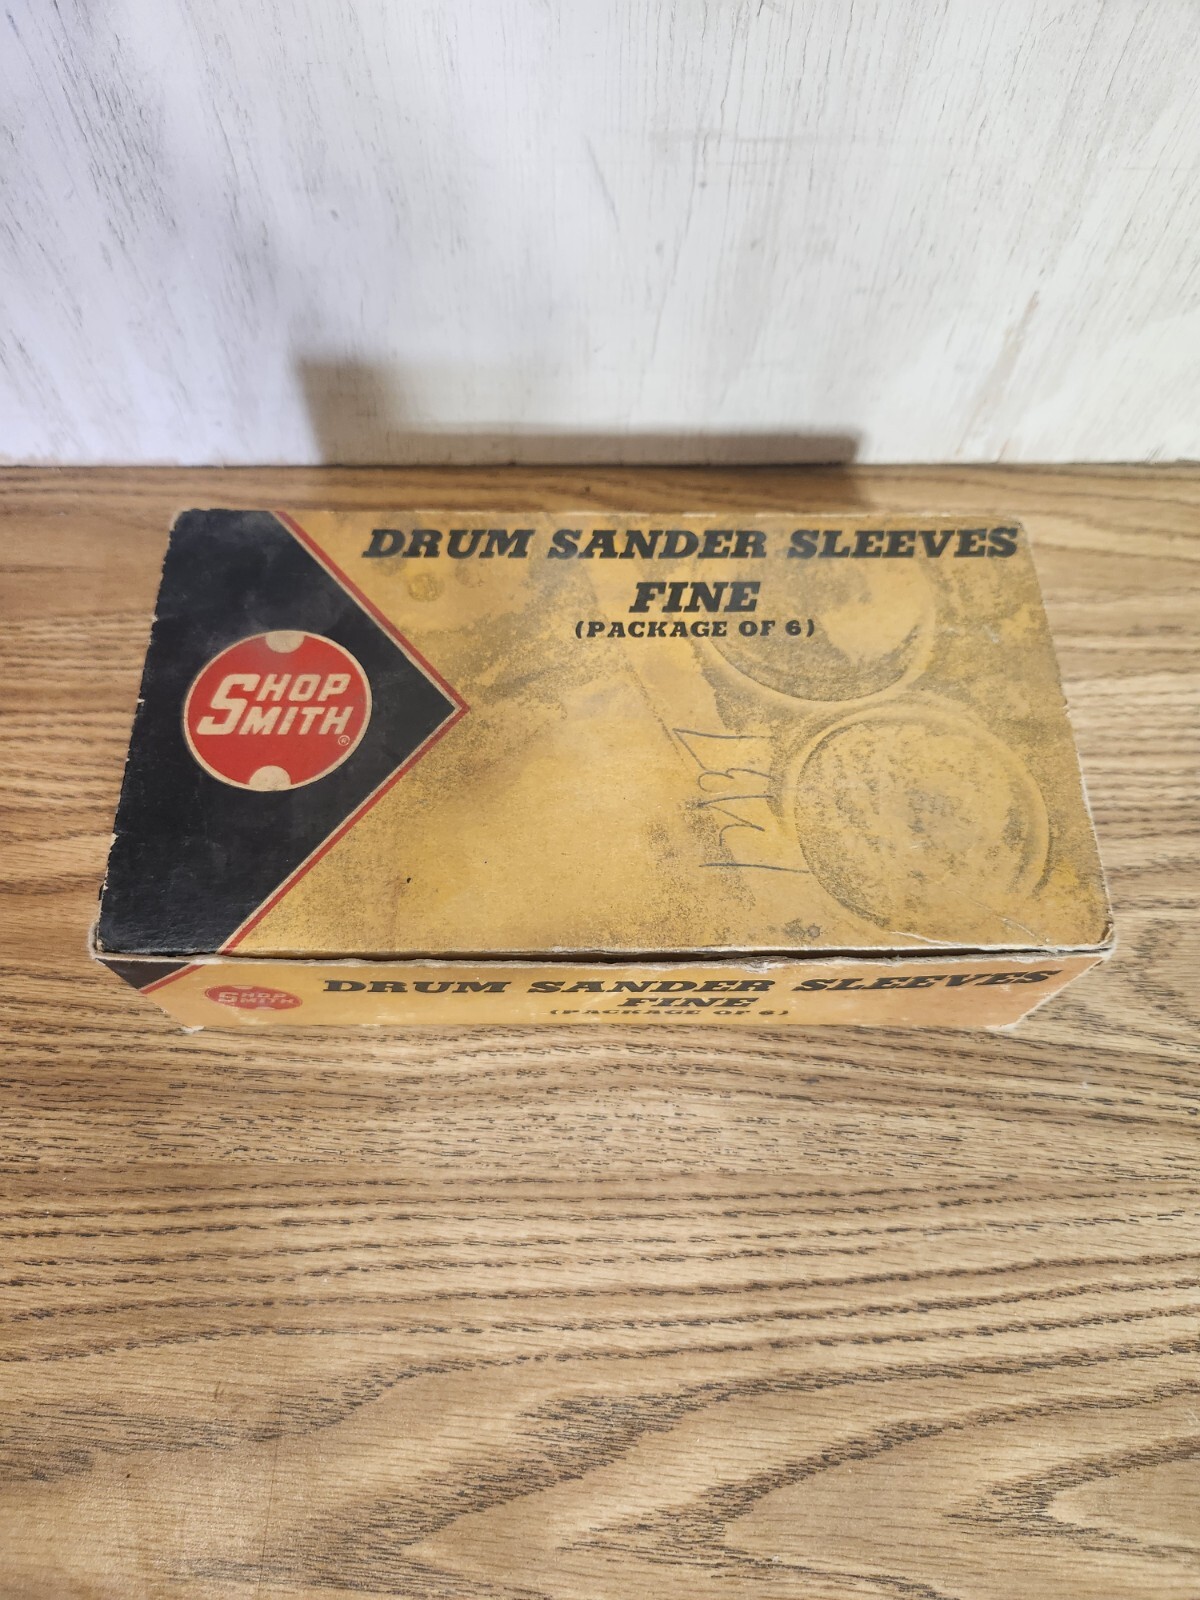 DRUM SANDER SLEEVES
FINE
(PACKAGE OF 6)
SHOP
SMITH®
SHOP
SMITH
DRUM SANDER SLEEVES
FINE
(PACKAGE OF 6)